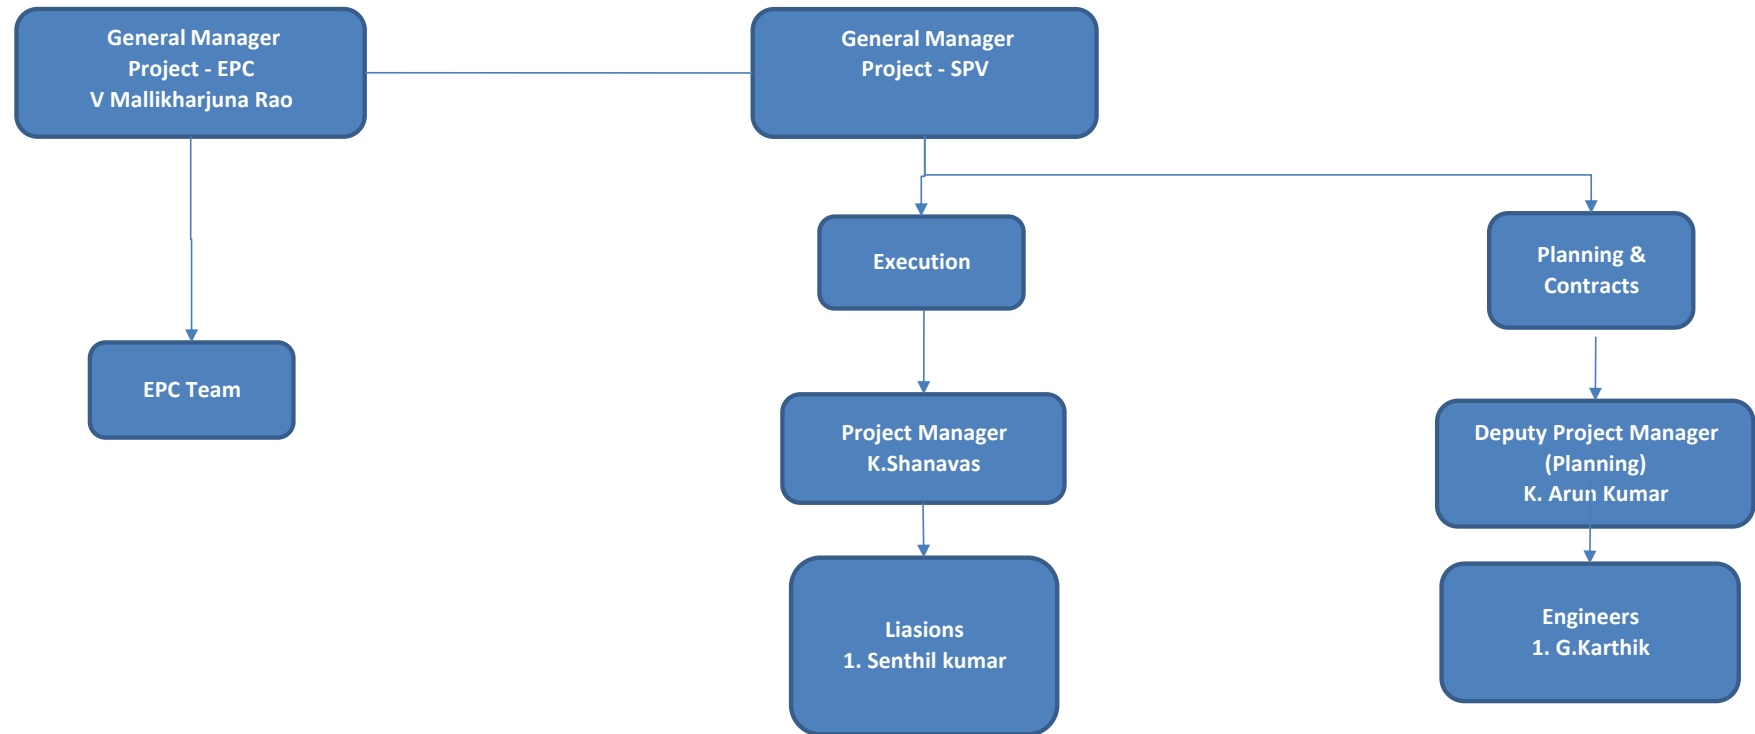 General Manager
Project - EPC
V Mallikharjuna Rao
General Manager
Project - SPV
Execution
Planning &
Contracts
EPC Team
Project Manager
K.Shanavas
Deputy Project Manager
(Planning)
K. Arun Kumar
Liasions
1. Senthil kumar
Engineers
1. G.Karthik